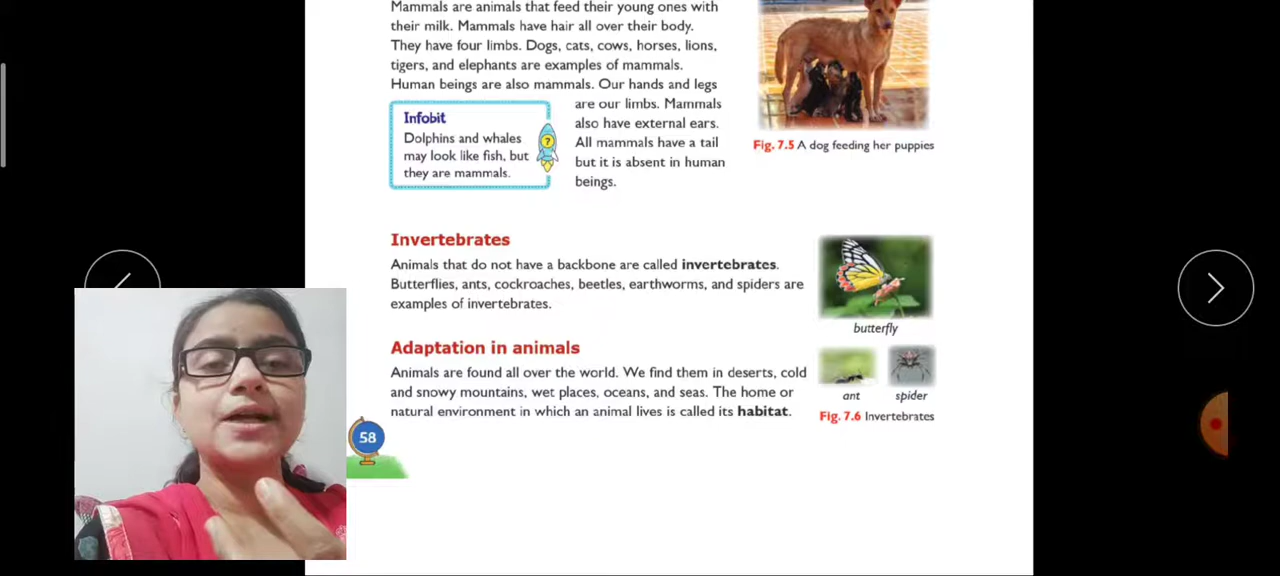 Mammals are animals that feed their young ones with
their milk. Mammals have hair all over their body.
They have four limbs. Dogs, cats, cows, horses, lions,
tigers, and elephants are examples of mammals.
Human beings are also mammals. Our hands and legs
are our limbs. Mammals
also have external ears.
All mammals have a tail
but it is absent in human
beings.
Infobit
Dolphins and whales
may look like fish, but
they are mammals.
?
Fig. 7.5 A dog feeding her puppies
Invertebrates
Animals that do not have a backbone are called invertebrates.
Butterflies, ants, cockroaches, beetles, earthworms, and spiders are
examples of invertebrates.
butterfly
Adaptation in animals
Animals are found all over the world. We find them in deserts, cold
and snowy mountains, wet places, oceans, and seas. The home or
natural environment in which an animal lives is called its habitat.
ant
spider
Fig. 7.6 Invertebrates
58